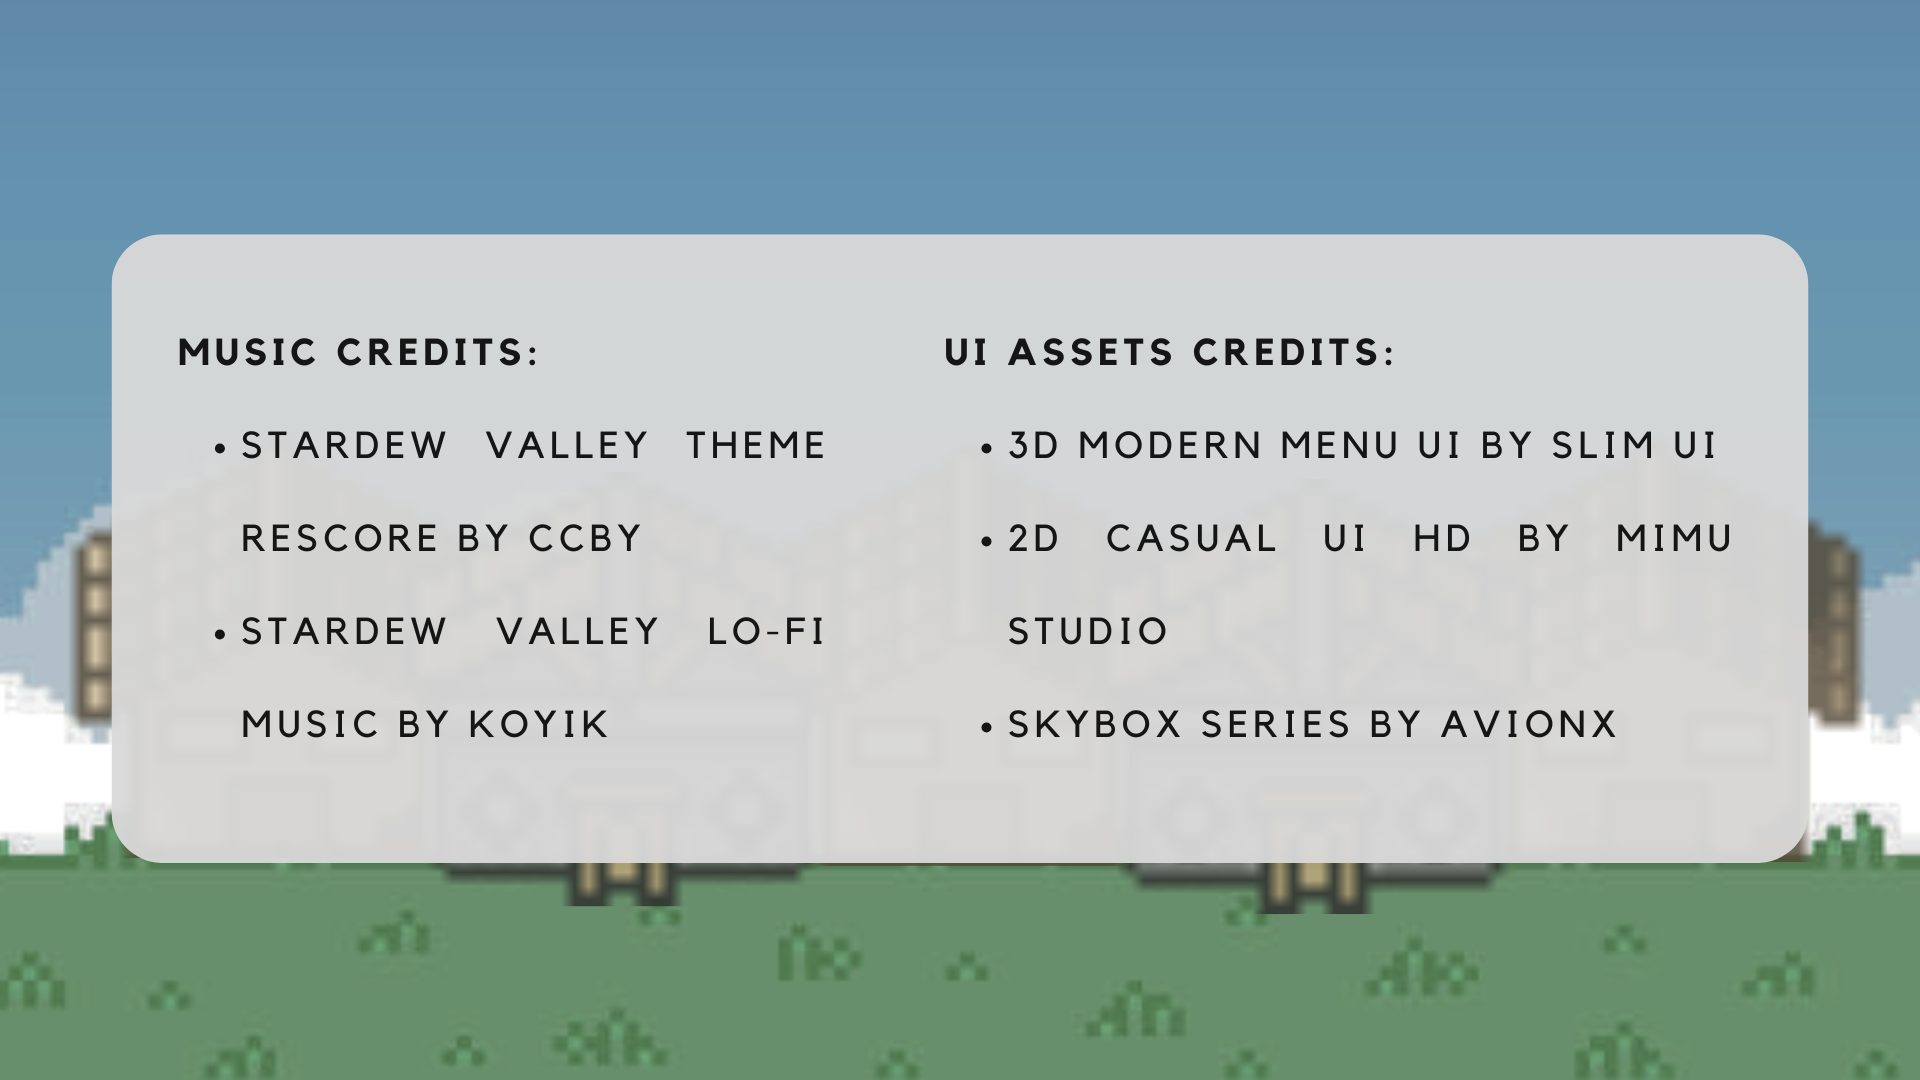 MUSIC CREDITS:
• STARDEW VALLEY THEME
RESCORE BY CCBY
• STARDEW VALLEY LO-FI
MUSIC BY KOYIK
UI ASSETS CREDITS:
• 3D MODERN MENU UI BY SLIM UI
• 2D CASUAL UI HD BY MIMU
STUDIO
• SKYBOX SERIES BY AVIONX